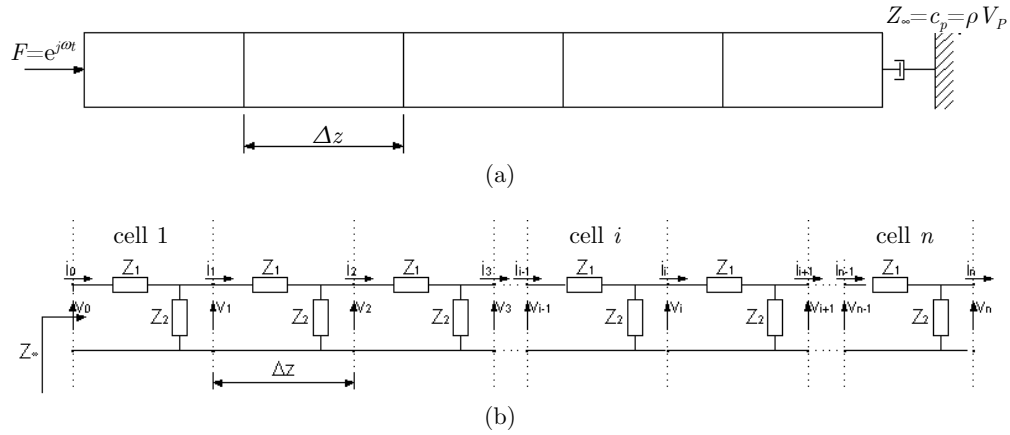 Z∞=c_p=ρ V_P
F=e^{jωt}
Δz
(a)
cell 1 cell i cell n
I0 Z1 I1 Z1 I2 Z1 I3 Ii-1 Z1 Ii Z1 Ii+1 In-1 Z1 In
V0 Z2 V1 Z2 V2 Z2 V3 Vi-1 Z2 Vi Z2 Vi+1 Vn-1 Z2 Vn
Z∞
Δz
(b)